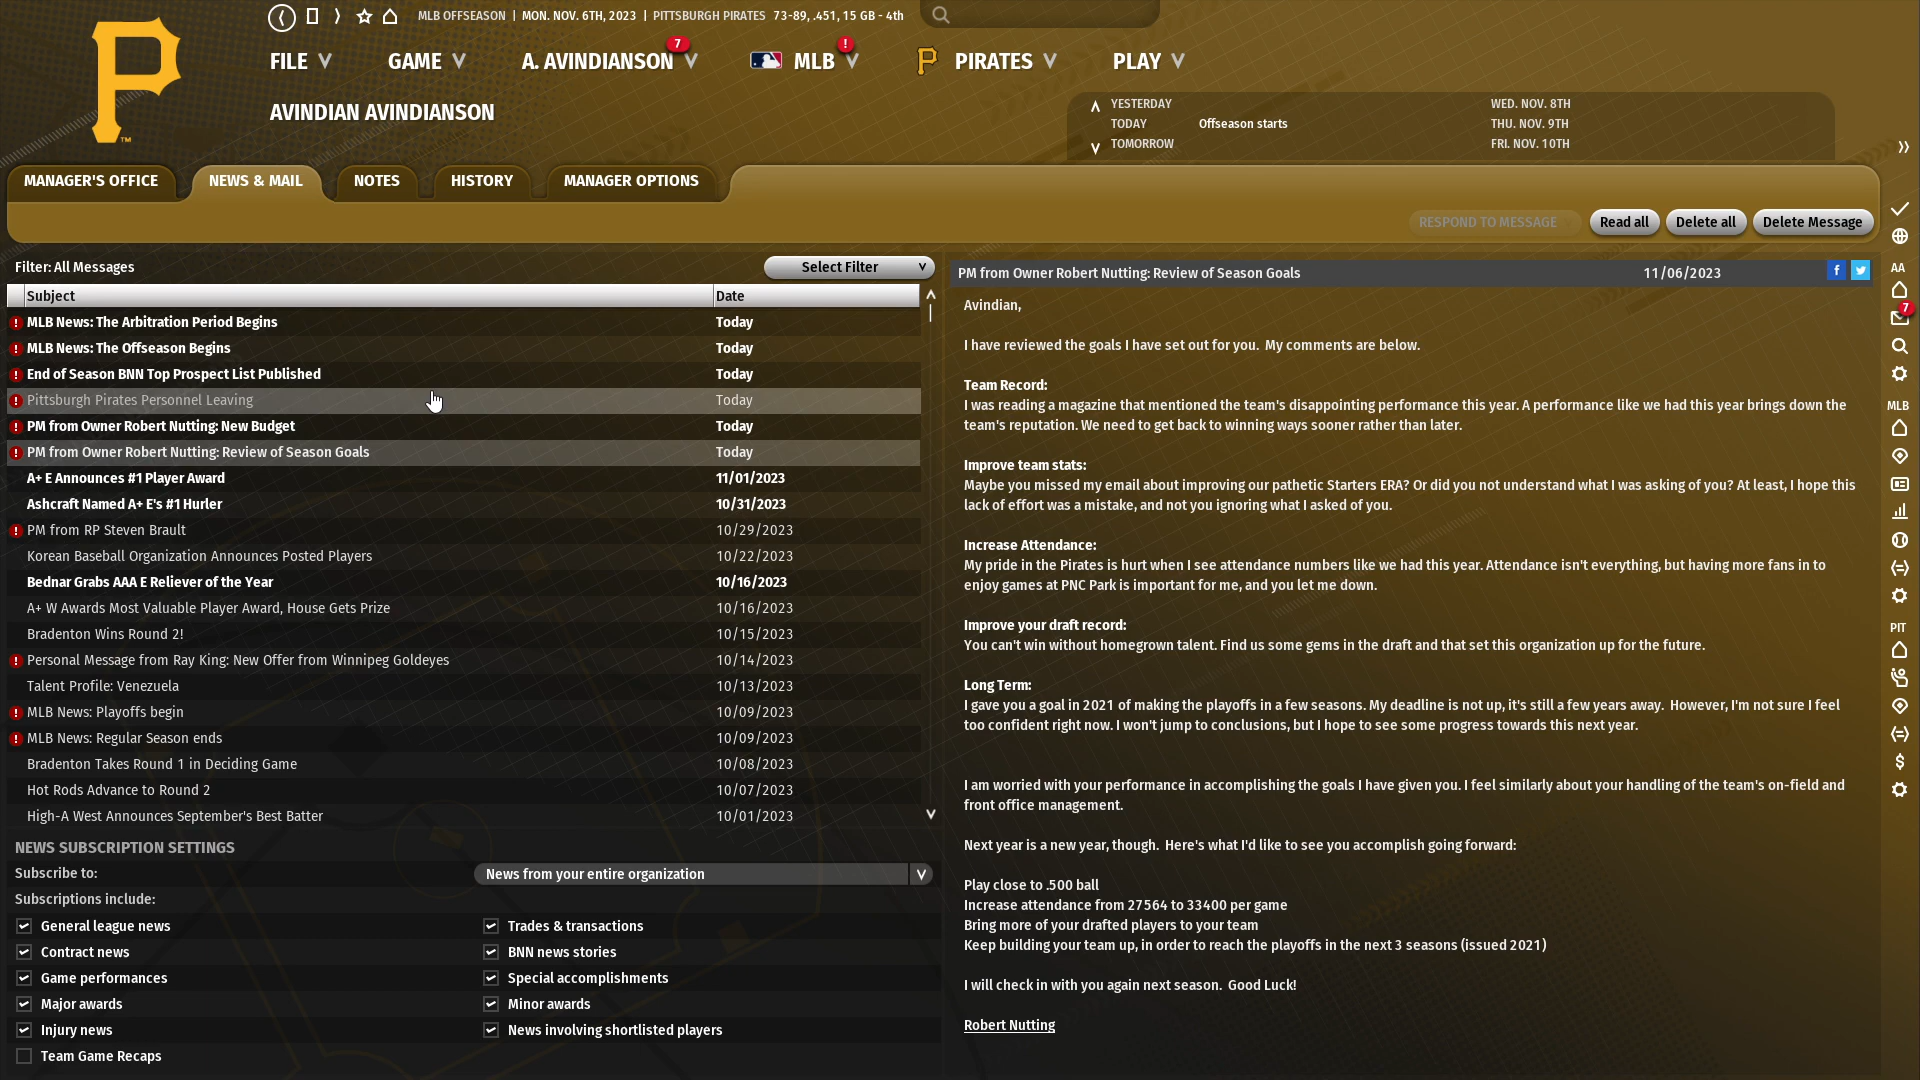 MLB OFFSEASON | MON. NOV. 6TH, 2023 | PITTSBURGH PIRATES 73-89, .451, 15 GB - 4th
FILE
GAME
A. AVINDIANSON
7
MLB
!
PIRATES
PLAY
P
TM
AVINDIAN AVINDIANSON
YESTERDAY
WED. NOV. 8TH
TODAY Offseason starts
THU. NOV. 9TH
TOMORROW
FRI. NOV. 10TH
MANAGER'S OFFICE
NEWS & MAIL
NOTES
HISTORY
MANAGER OPTIONS
RESPOND TO MESSAGE
Read all
Delete all
Delete Message
Filter: All Messages
Select Filter
Subject Date
MLB News: The Arbitration Period Begins Today
MLB News: The Offseason Begins Today
End of Season BNN Top Prospect List Published Today
Pittsburgh Pirates Personnel Leaving Today
PM from Owner Robert Nutting: New Budget Today
PM from Owner Robert Nutting: Review of Season Goals Today
A+ E Announces #1 Player Award 11/01/2023
Ashcraft Named A+ E's #1 Hurler 10/31/2023
PM from RP Steven Brault 10/29/2023
Korean Baseball Organization Announces Posted Players 10/22/2023
Bednar Grabs AAA E Reliever of the Year 10/16/2023
A+ W Awards Most Valuable Player Award, House Gets Prize 10/16/2023
Bradenton Wins Round 2! 10/15/2023
Personal Message from Ray King: New Offer from Winnipeg Goldeyes 10/14/2023
Talent Profile: Venezuela 10/13/2023
MLB News: Playoffs begin 10/09/2023
MLB News: Regular Season ends 10/09/2023
Bradenton Takes Round 1 in Deciding Game 10/08/2023
Hot Rods Advance to Round 2 10/07/2023
High-A West Announces September's Best Batter 10/01/2023
NEWS SUBSCRIPTION SETTINGS
Subscribe to: News from your entire organization
Subscriptions include:
General league news
Trades & transactions
Contract news
BNN news stories
Game performances
Special accomplishments
Major awards
Minor awards
Injury news
News involving shortlisted players
Team Game Recaps
PM from Owner Robert Nutting: Review of Season Goals 11/06/2023
Avindian,
I have reviewed the goals I have set out for you. My comments are below.
Team Record:
I was reading a magazine that mentioned the team's disappointing performance this year. A performance like we had this year brings down the
team's reputation. We need to get back to winning ways sooner rather than later.
Improve team stats:
Maybe you missed my email about improving our pathetic Starters ERA? Or did you not understand what I was asking of you? At least, I hope this
lack of effort was a mistake, and not you ignoring what I asked of you.
Increase Attendance:
My pride in the Pirates is hurt when I see attendance numbers like we had this year. Attendance isn't everything, but having more fans in to
enjoy games at PNC Park is important for me, and you let me down.
Improve your draft record:
You can't win without homegrown talent. Find us some gems in the draft and that set this organization up for the future.
Long Term:
I gave you a goal in 2021 of making the playoffs in a few seasons. My deadline is not up, it's still a few years away. However, I'm not sure I feel
too confident right now. I won't jump to conclusions, but I hope to see some progress towards this next year.
I am worried with your performance in accomplishing the goals I have given you. I feel similarly about your handling of the team's on-field and
front office management.
Next year is a new year, though. Here's what I'd like to see you accomplish going forward:
Play close to .500 ball
Increase attendance from 27564 to 33400 per game
Bring more of your drafted players to your team
Keep building your team up, in order to reach the playoffs in the next 3 seasons (issued 2021)
I will check in with you again next season. Good Luck!
Robert Nutting
AA
7
MLB
PIT
$